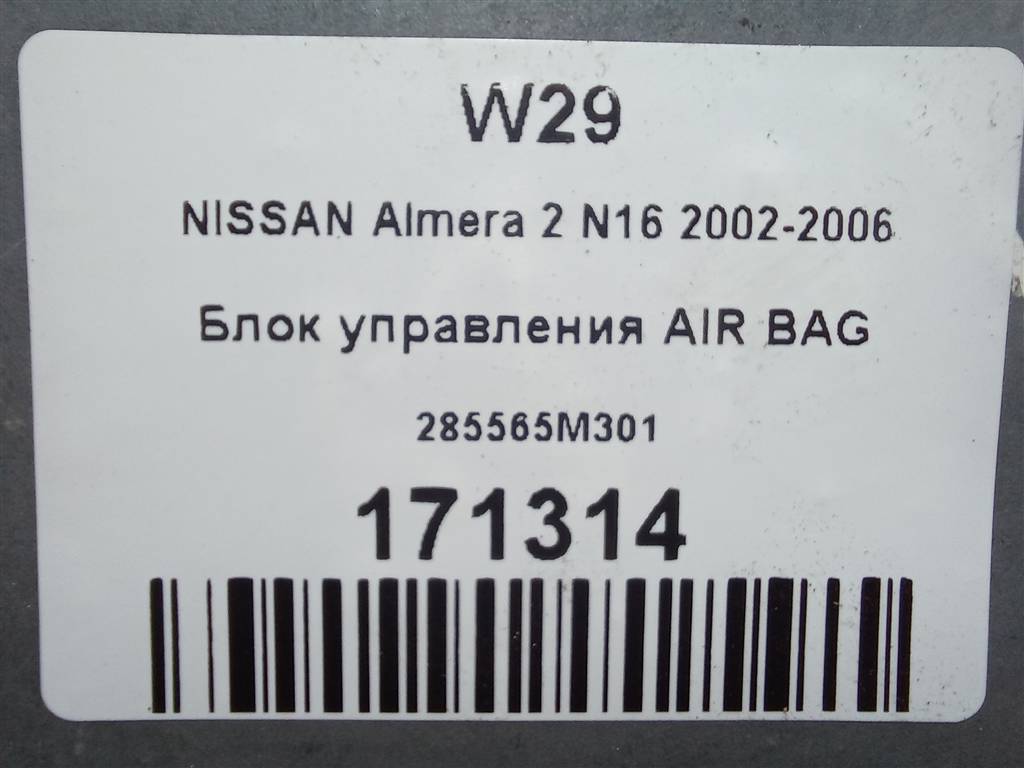 W29
NISSAN Almera 2 N16 2002-2006
Блок управления AIR BAG
285565M301
171314